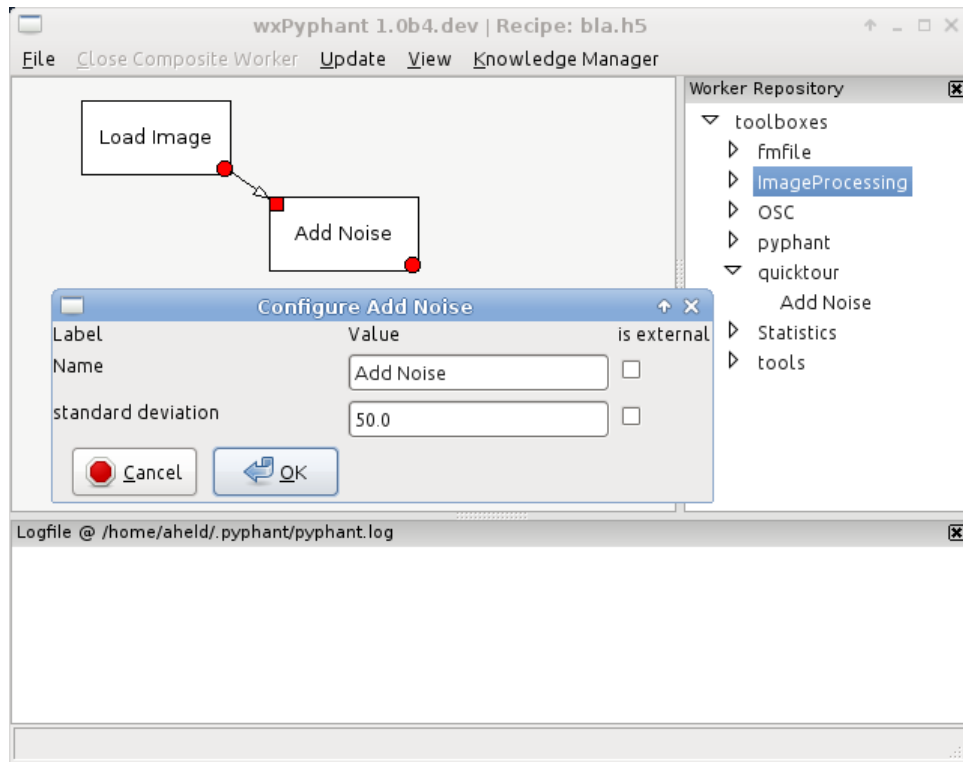 wxPyphant 1.0b4.dev | Recipe: bla.h5
File Close Composite Worker Update View Knowledge Manager
Load Image
Add Noise
Worker Repository
toolboxes
fmfile
ImageProcessing
OSC
pyphant
quicktour
Add Noise
Statistics
tools
Configure Add Noise
Label Value is external
Name Add Noise
standard deviation 50.0
Cancel OK
Logfile @ /home/aheld/.pyphant/pyphant.log